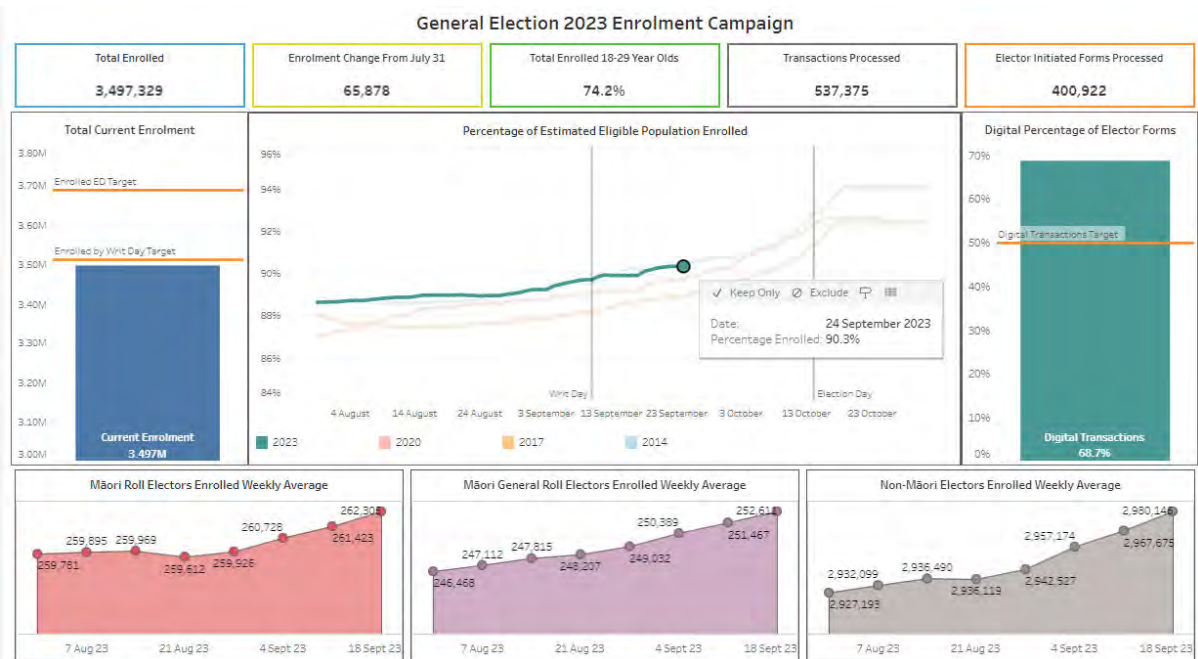 General Election 2023 Enrolment Campaign
Total Enrolled
3,497,329
Enrolment Change From July 31
65,878
Total Enrolled 18-29 Year Olds
74.2%
Transactions Processed
537,375
Elector Initiated Forms Processed
400,922
Total Current Enrolment
3.80M
Enrolled ED Target
3.70M
3.60M
Enrolled by Writ Day Target
3.50M
3.40M
3.30M
3.20M
3.10M
3.00M
Current Enrolment
3.497M
Percentage of Estimated Eligible Population Enrolled
96%
94%
92%
90%
88%
86%
84%
Keep Only Exclude
Date: 24 September 2023
Percentage Enrolled: 90.3%
Writ Day
Election Day
4 August 14 August 24 August 3 September 13 September 23 September 3 October 13 October 23 October
2023 2020 2017 2014
Digital Percentage of Elector Forms
70%
60%
Digital Transactions Target
50%
40%
30%
20%
10%
0%
Digital Transactions
68.7%
Māori Roll Electors Enrolled Weekly Average
259,781
259,895
259,969
259,612
259,926
260,728
261,423
262,305
7 Aug 23 21 Aug 23 4 Sept 23 18 Sept 23
Māori General Roll Electors Enrolled Weekly Average
246,468
247,112
247,815
248,207
249,032
250,389
251,467
7 Aug 23 21 Aug 23 4 Sept 23 18 Sept 23
Non-Māori Electors Enrolled Weekly Average
2,927,193
2,932,099
2,936,490
2,936,119
2,942,527
2,957,174
2,967,675
2,980,146
7 Aug 23 21 Aug 23 4 Sept 23 18 Sept 23